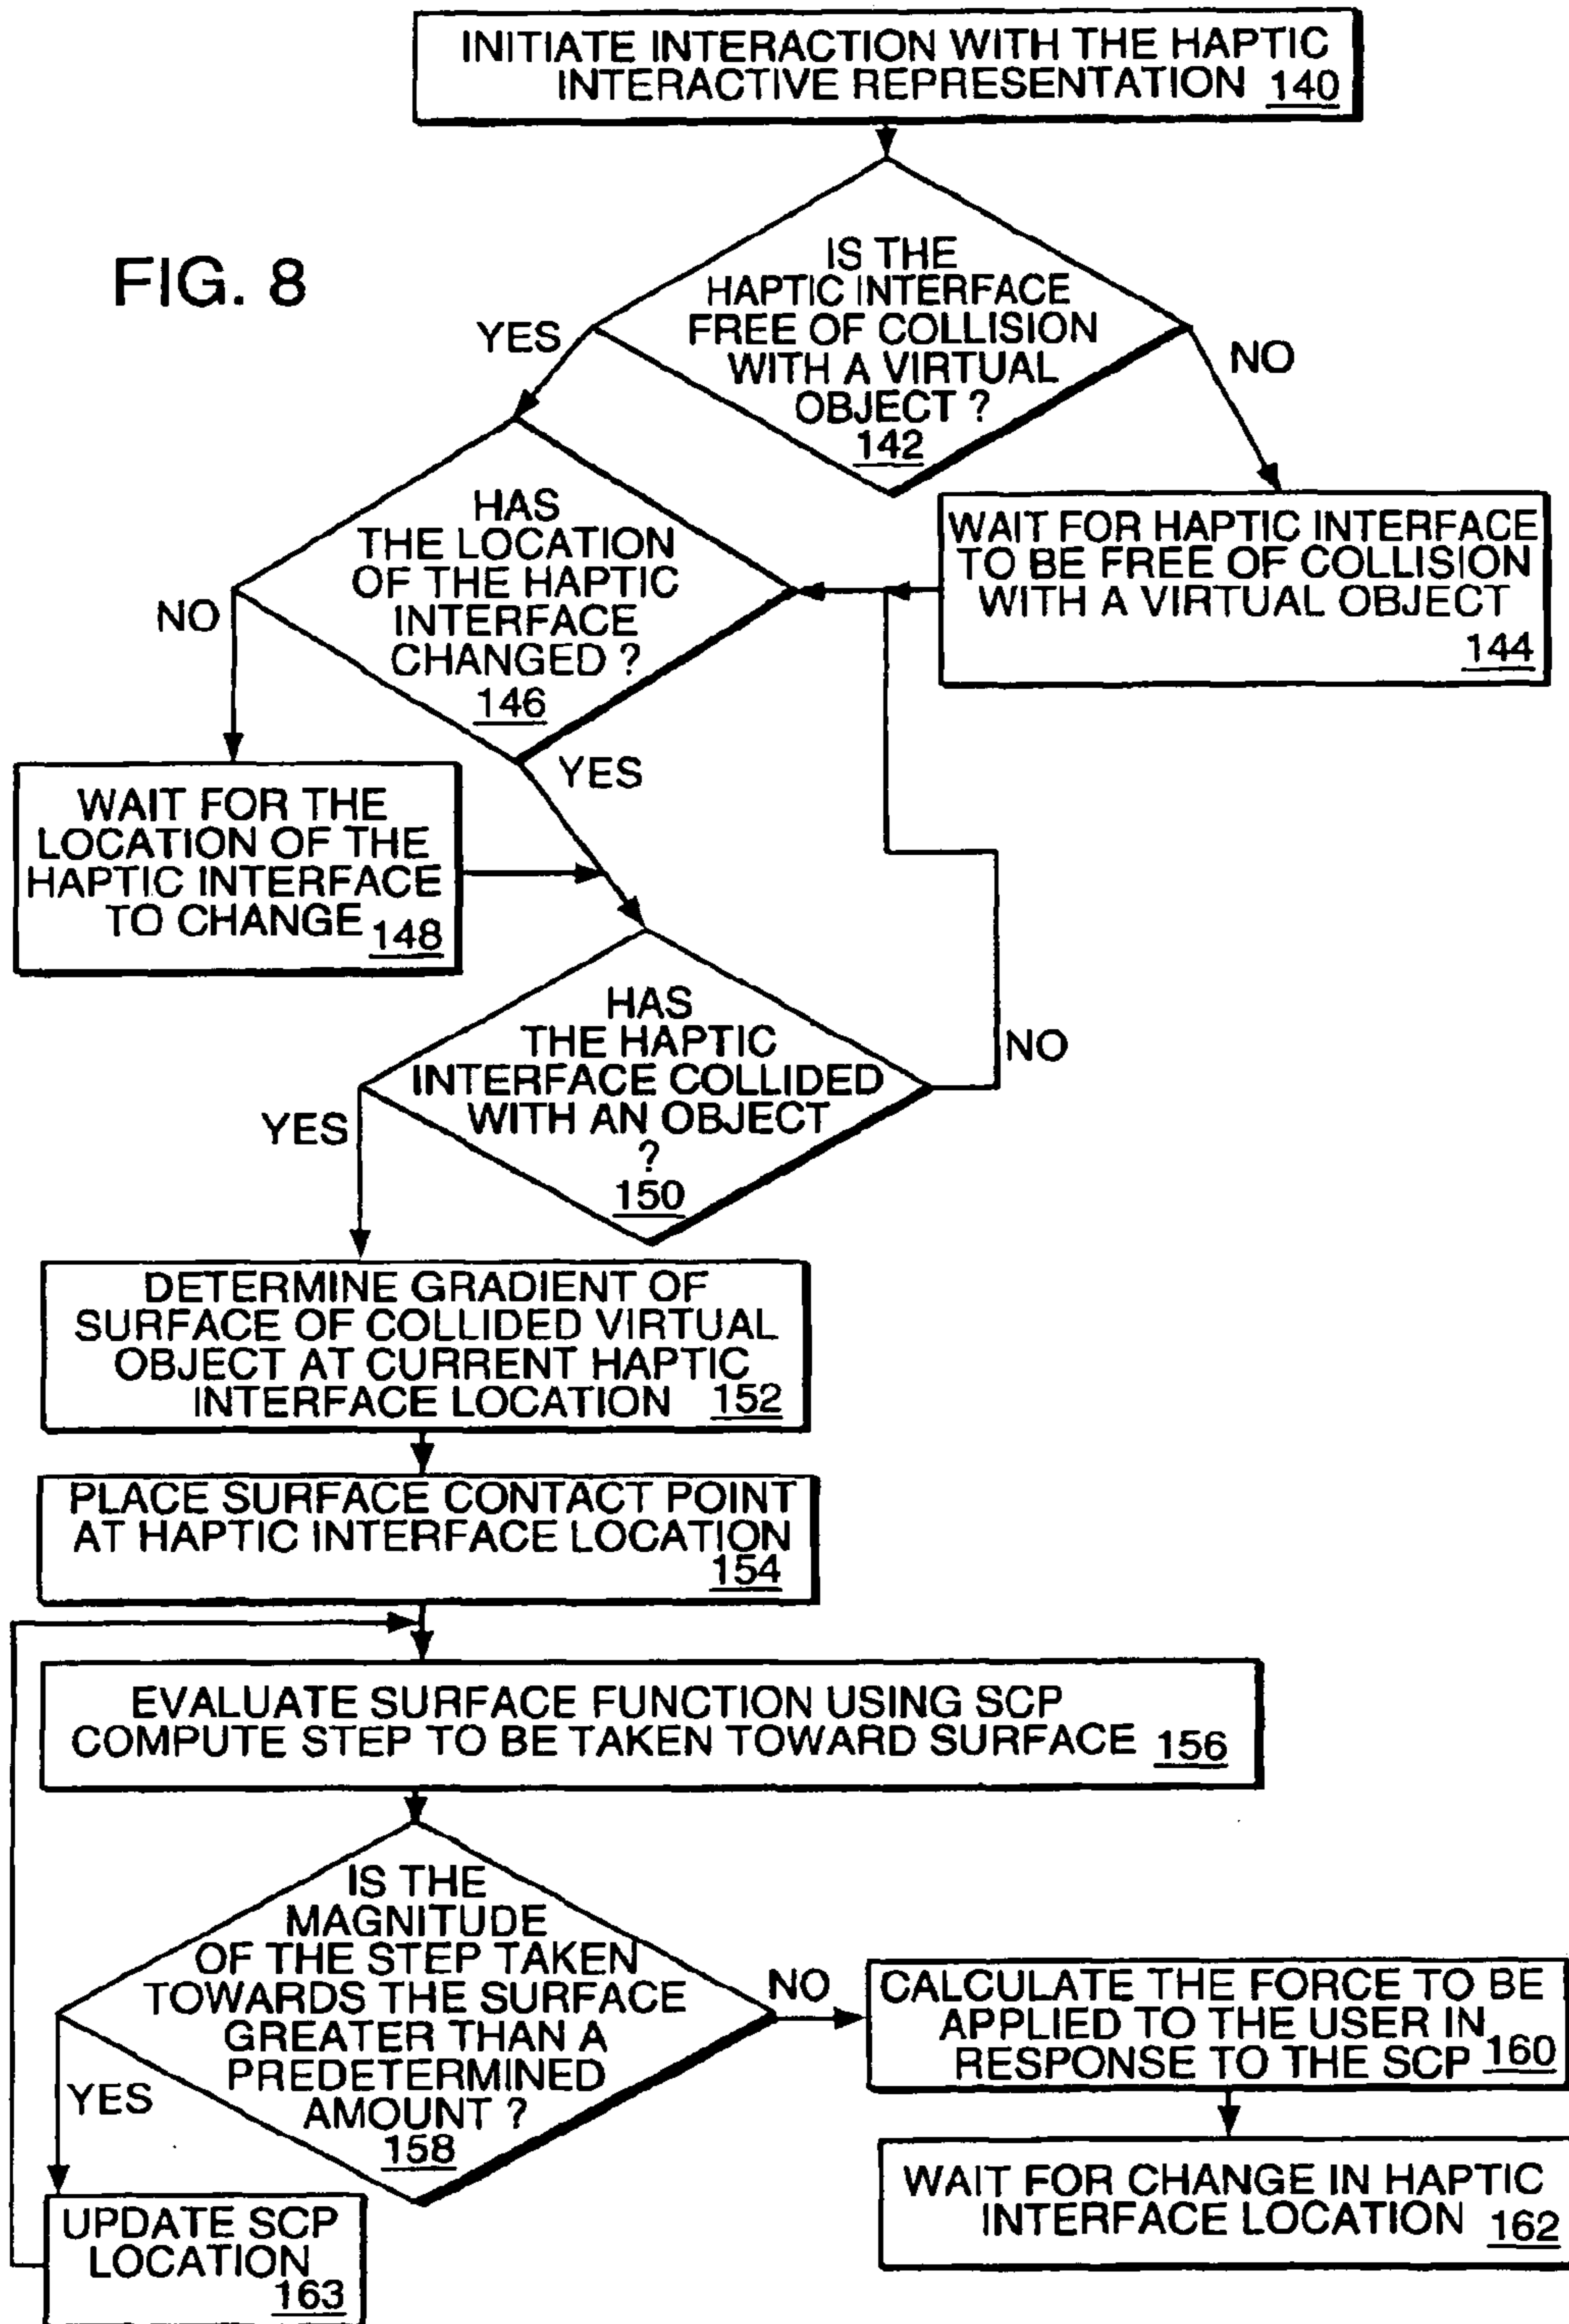 INITIATE INTERACTION WITH THE HAPTIC
INTERACTIVE REPRESENTATION 140
FIG. 8
IS THE
HAPTIC INTERFACE
FREE OF COLLISION
WITH A VIRTUAL
OBJECT ?
142
YES
NO
HAS
THE LOCATION
OF THE HAPTIC
INTERFACE
CHANGED ?
146
WAIT FOR HAPTIC INTERFACE
TO BE FREE OF COLLISION
WITH A VIRTUAL OBJECT
144
NO
YES
WAIT FOR THE
LOCATION OF THE
HAPTIC INTERFACE
TO CHANGE 148
HAS
THE HAPTIC
INTERFACE COLLIDED
WITH AN OBJECT
?
150
NO
YES
DETERMINE GRADIENT OF
SURFACE OF COLLIDED VIRTUAL
OBJECT AT CURRENT HAPTIC
INTERFACE LOCATION 152
PLACE SURFACE CONTACT POINT
AT HAPTIC INTERFACE LOCATION
154
EVALUATE SURFACE FUNCTION USING SCP
COMPUTE STEP TO BE TAKEN TOWARD SURFACE 156
IS THE
MAGNITUDE
OF THE STEP TAKEN
TOWARDS THE SURFACE
GREATER THAN A
PREDETERMINED
AMOUNT ?
158
NO
YES
CALCULATE THE FORCE TO BE
APPLIED TO THE USER IN
RESPONSE TO THE SCP 160
WAIT FOR CHANGE IN HAPTIC
INTERFACE LOCATION 162
UPDATE SCP
LOCATION
163